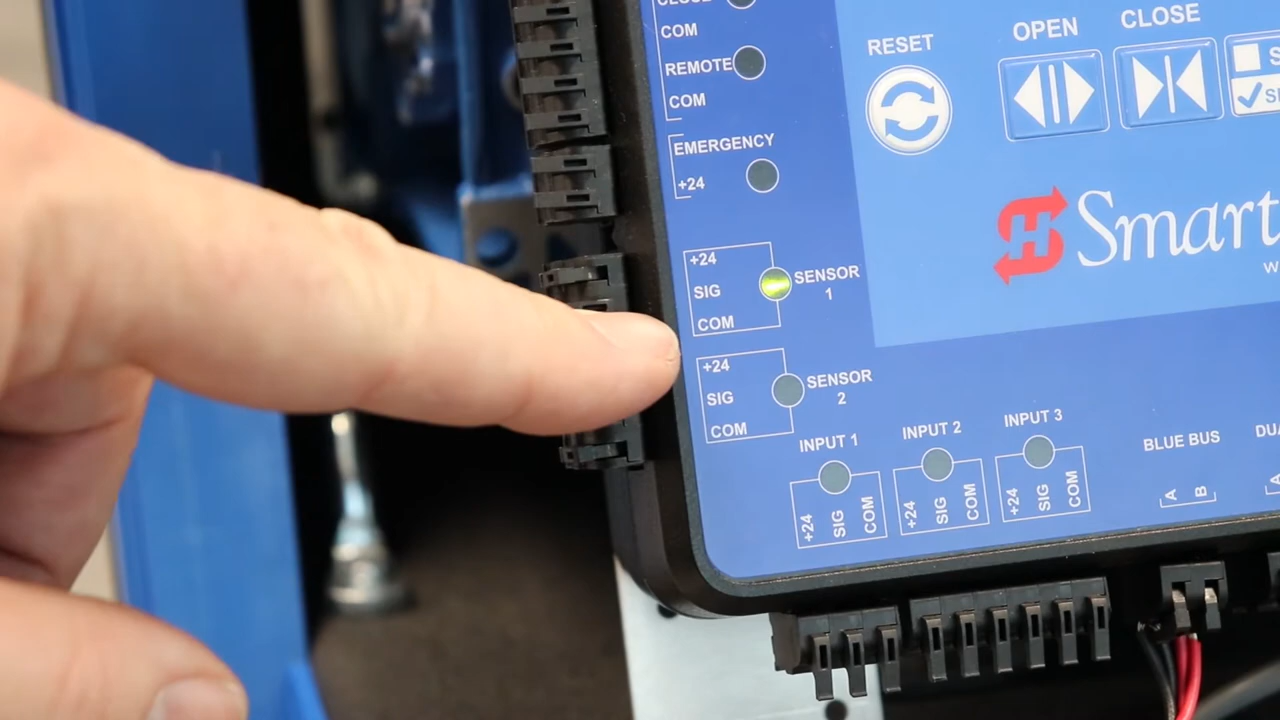 COM
REMOTE
COM
EMERGENCY
+24
+24
SIG
COM
SENSOR
1
+24
SIG
COM
SENSOR
2
RESET
OPEN
CLOSE
H
Smart
INPUT 1
+24
SIG
COM
INPUT 2
+24
SIG
COM
INPUT 3
+24
SIG
COM
BLUE BUS
A
B